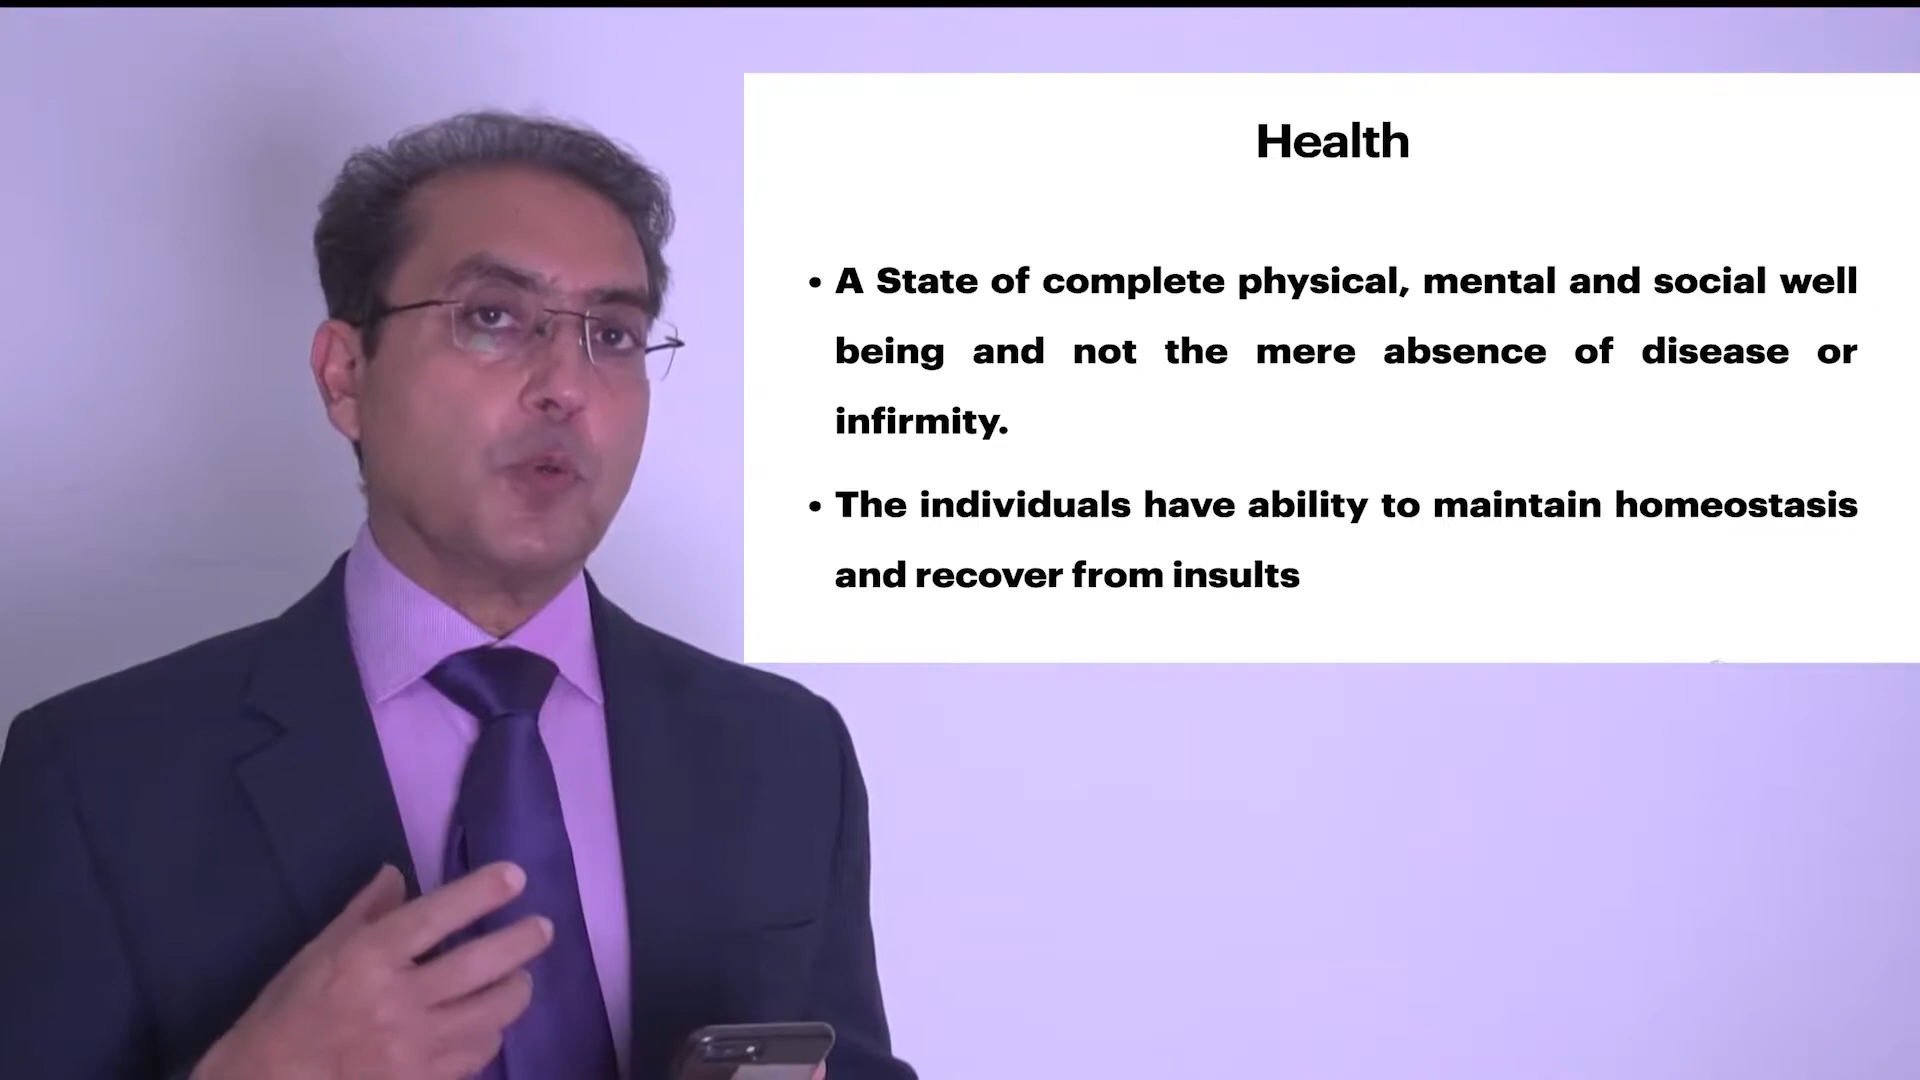 Health
• A State of complete physical, mental and social well
being and not the mere absence of disease or
infirmity.
• The individuals have ability to maintain homeostasis
and recover from insults